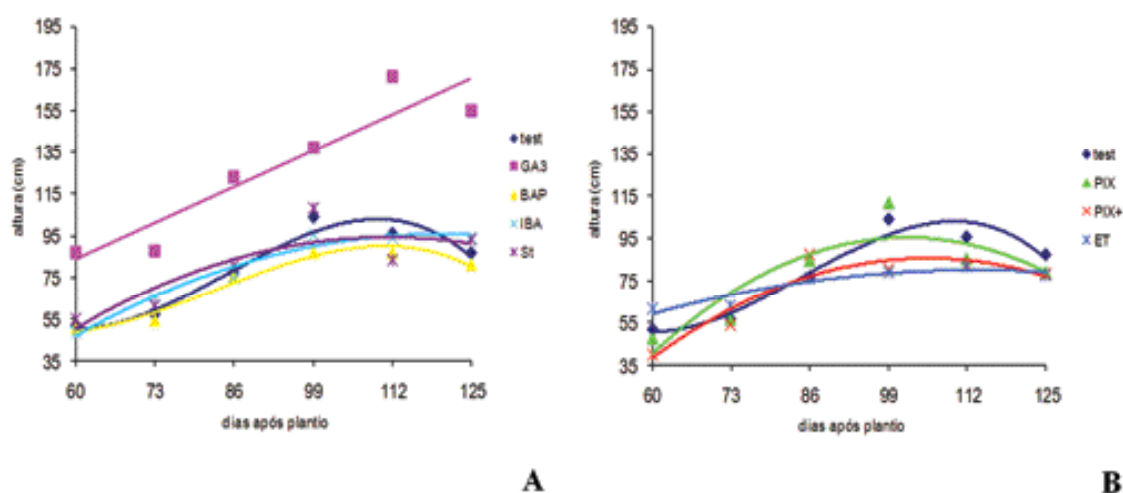 195
175
155
135
115
95
75
55
35
altura (cm)
60 73 86 99 112 125
dias após plantio
test
GA3
BAP
IBA
St
A
195
175
155
135
115
95
75
55
35
altura (cm)
60 73 86 99 112 125
dias após plantio
test
PIX
PIX+
ET
B